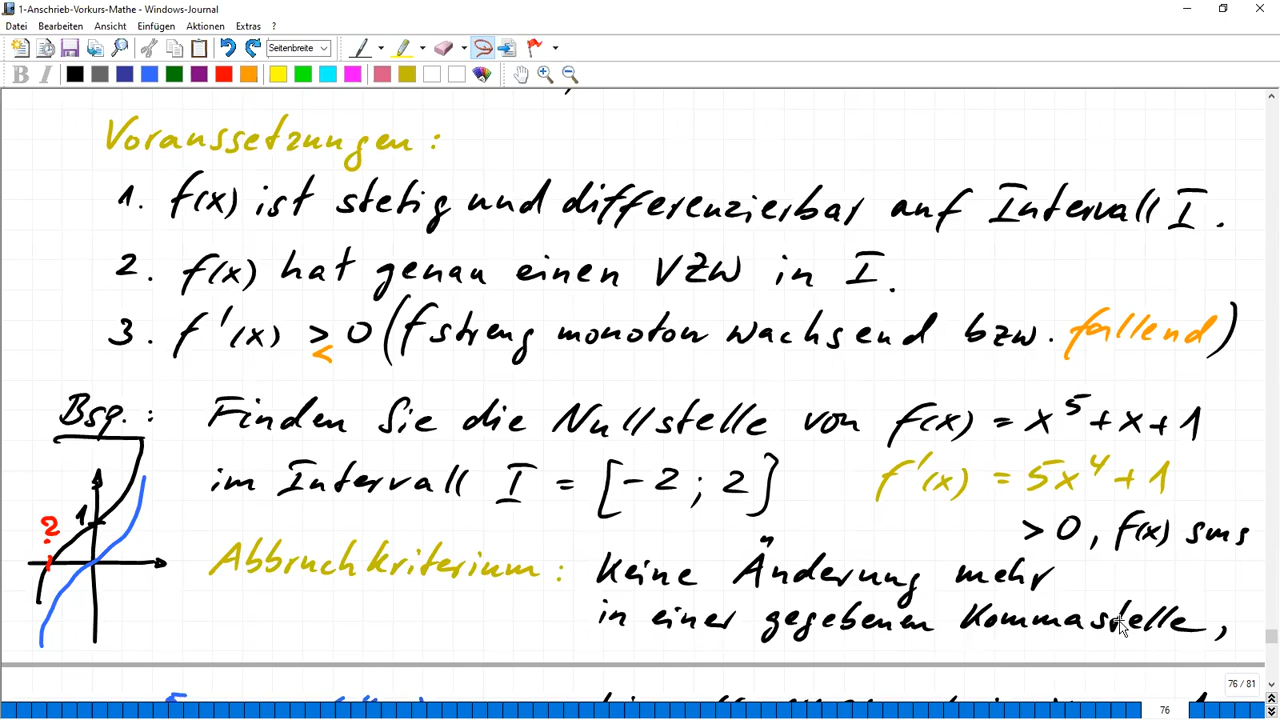 1-Anschrieb-Vorkurs-Mathe - Windows-Journal
Datei Bearbeiten Ansicht Einfügen Aktionen Extras ?
Seitenbreite
B I
Voraussetzungen:
1. f(x) ist stetig und differenzierbar auf Intervall I.
2. f(x) hat genau einen VZW in I.
3. f'(x) > 0 (f streng monoton wachsend bzw. fallend)
<
Bsp.: Finden Sie die Nullstelle von f(x) = x⁵+x+1
im Intervall I = [-2 ; 2] f'(x) = 5x⁴+1
1
?
> 0, f(x) sms
Abbruchkriterium: Keine Änderung mehr
in einer gegebenen Kommastelle,
76 / 81
76